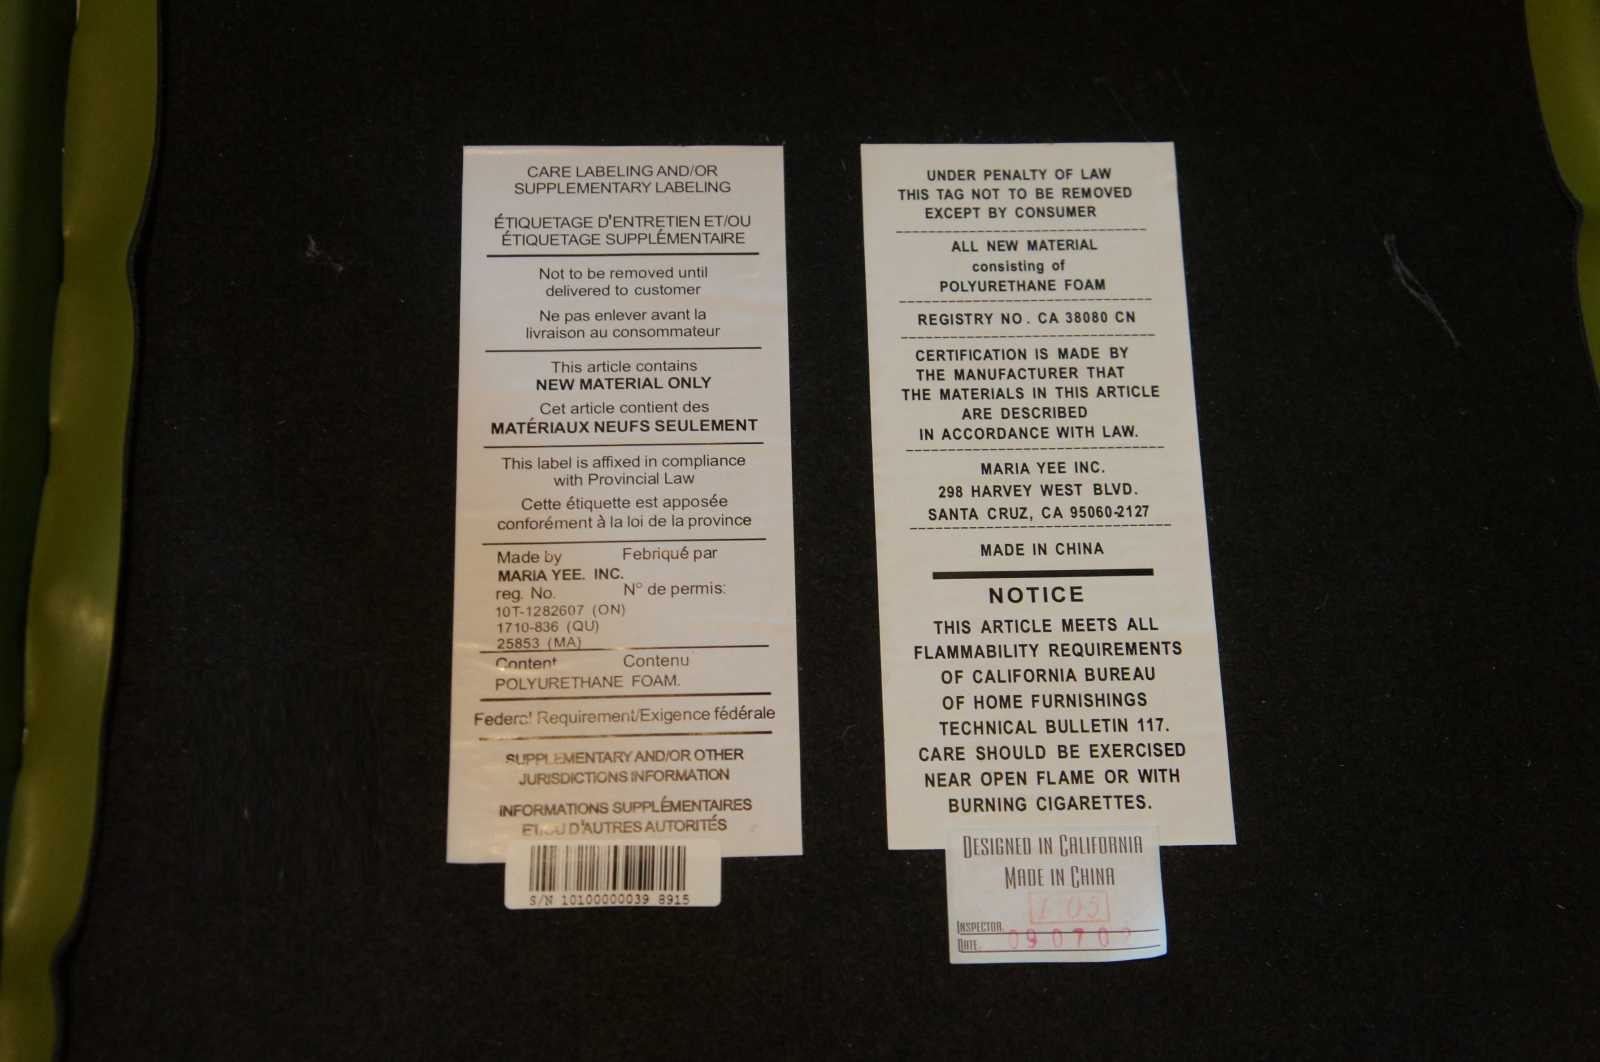 CARE LABELING AND/OR
SUPPLEMENTARY LABELING
ÉTIQUETAGE D'ENTRETIEN ET/OU
ÉTIQUETAGE SUPPLÉMENTAIRE
Not to be removed until
delivered to customer
Ne pas enlever avant la
livraison au consommateur
This article contains
NEW MATERIAL ONLY
Cet article contient des
MATÉRIAUX NEUFS SEULEMENT
This label is affixed in compliance
with Provincial Law
Cette étiquette est apposée
conforément à la loi de la province
Made by Febriqué par
MARIA YEE. INC.
reg. No. N° de permis:
10T-1282607 (ON)
1710-836 (QU)
25853 (MA)
Content Contenu
POLYURETHANE FOAM.
Federal Requirement/Exigence fédérale
SUPPLEMENTARY AND/OR OTHER
JURISDICTIONS INFORMATION
INFORMATIONS SUPPLÉMENTAIRES
ET/OU D'AUTRES AUTORITÉS
S/N 10100000039 8915
UNDER PENALTY OF LAW
THIS TAG NOT TO BE REMOVED
EXCEPT BY CONSUMER
ALL NEW MATERIAL
consisting of
POLYURETHANE FOAM
REGISTRY NO. CA 38080 CN
CERTIFICATION IS MADE BY
THE MANUFACTURER THAT
THE MATERIALS IN THIS ARTICLE
ARE DESCRIBED
IN ACCORDANCE WITH LAW.
MARIA YEE INC.
298 HARVEY WEST BLVD.
SANTA CRUZ, CA 95060-2127
MADE IN CHINA
NOTICE
THIS ARTICLE MEETS ALL
FLAMMABILITY REQUIREMENTS
OF CALIFORNIA BUREAU
OF HOME FURNISHINGS
TECHNICAL BULLETIN 117.
CARE SHOULD BE EXERCISED
NEAR OPEN FLAME OR WITH
BURNING CIGARETTES.
DESIGNED IN CALIFORNIA
MADE IN CHINA
INSPECTOR.
DATE.